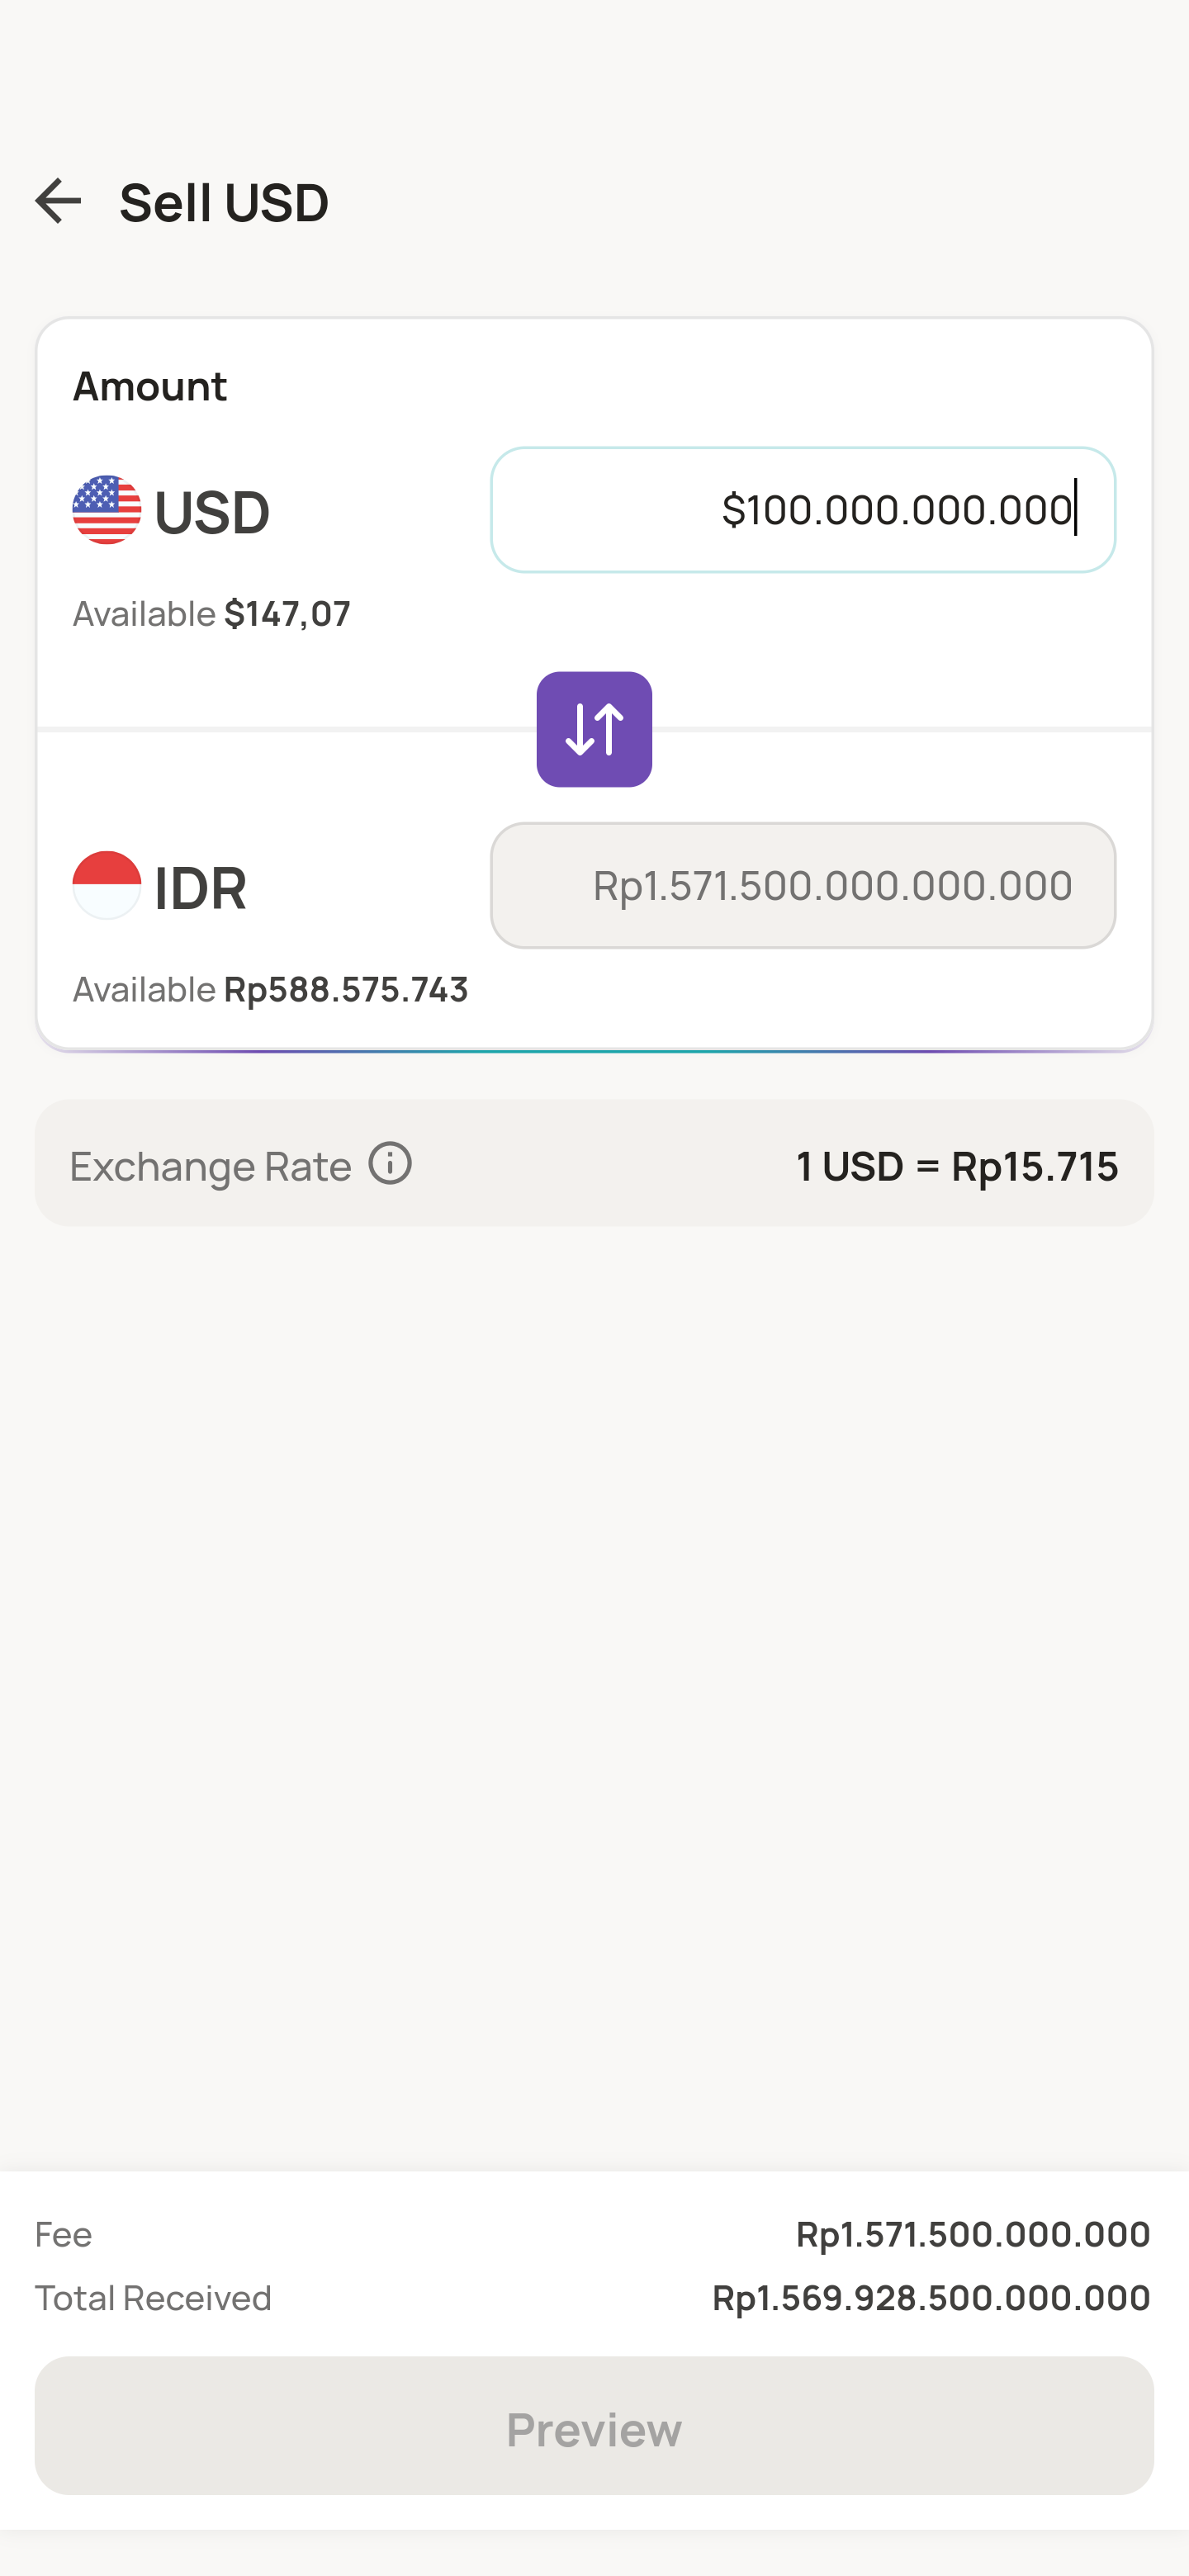 Sell USD
Amount
USD
$100.000.000.000
Available $147,07
IDR
Rp1.571.500.000.000.000
Available Rp588.575.743
Exchange Rate
1 USD = Rp15.715
Fee
Rp1.571.500.000.000
Total Received
Rp1.569.928.500.000.000
Preview